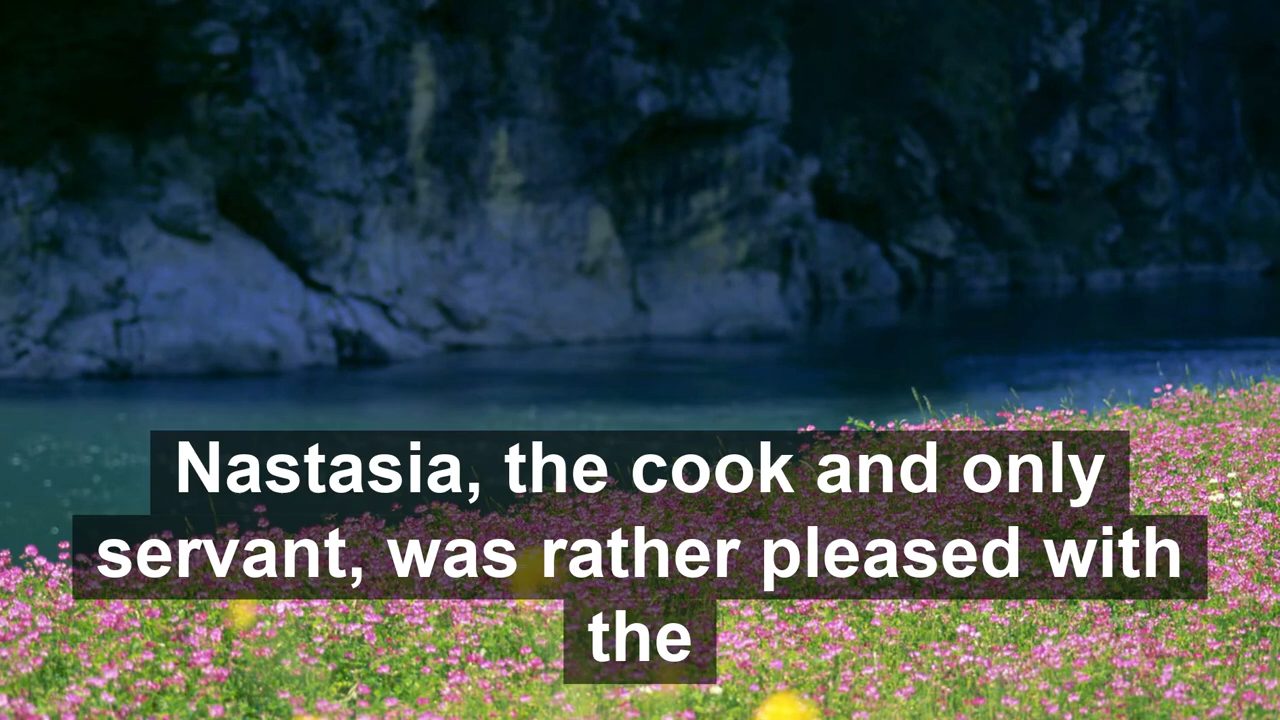 Nastasia, the cook and only
servant, was rather pleased with
the